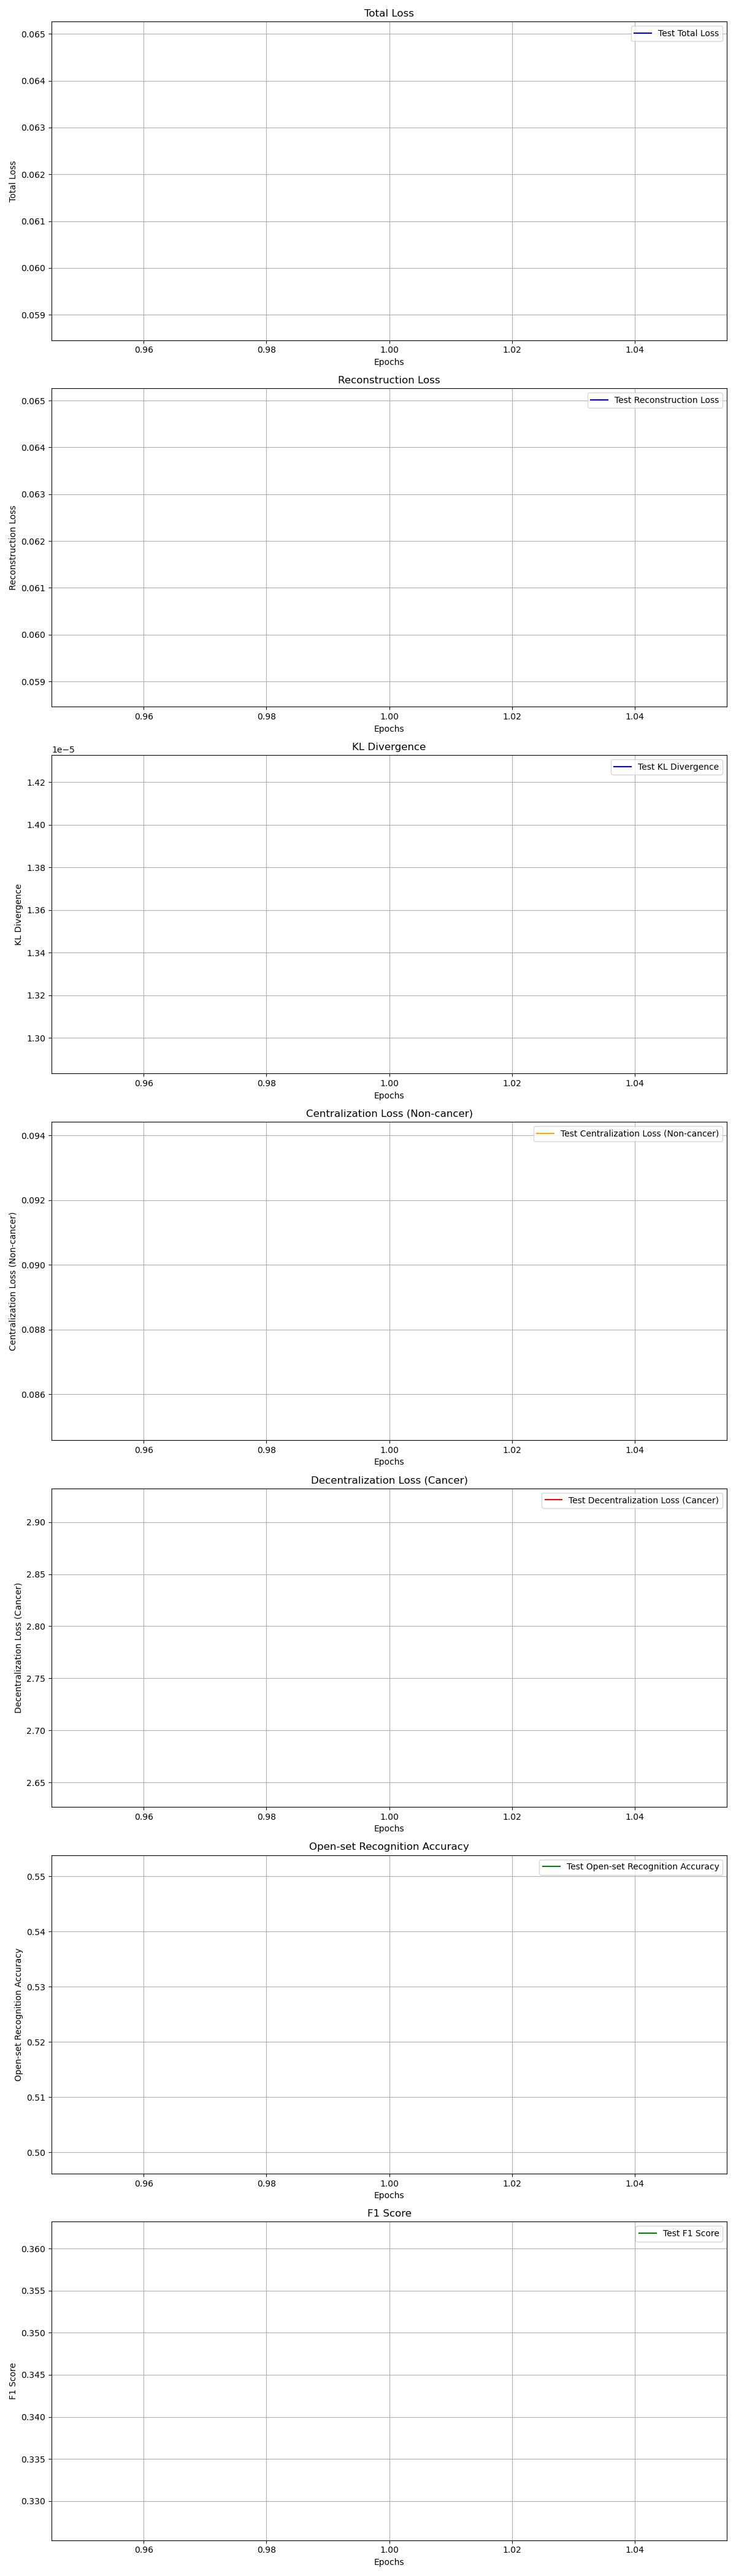 Total Loss
Test Total Loss
0.065
0.064
0.063
0.062
0.061
0.060
0.059
Total Loss
0.96 0.98 1.00 1.02 1.04
Epochs
Reconstruction Loss
Test Reconstruction Loss
0.065
0.064
0.063
0.062
0.061
0.060
0.059
Reconstruction Loss
0.96 0.98 1.00 1.02 1.04
Epochs
KL Divergence
1e−5
Test KL Divergence
1.42
1.40
1.38
1.36
1.34
1.32
1.30
KL Divergence
0.96 0.98 1.00 1.02 1.04
Epochs
Centralization Loss (Non-cancer)
Test Centralization Loss (Non-cancer)
0.094
0.092
0.090
0.088
0.086
Centralization Loss (Non-cancer)
0.96 0.98 1.00 1.02 1.04
Epochs
Decentralization Loss (Cancer)
Test Decentralization Loss (Cancer)
2.90
2.85
2.80
2.75
2.70
2.65
Decentralization Loss (Cancer)
0.96 0.98 1.00 1.02 1.04
Epochs
Open-set Recognition Accuracy
Test Open-set Recognition Accuracy
0.55
0.54
0.53
0.52
0.51
0.50
Open-set Recognition Accuracy
0.96 0.98 1.00 1.02 1.04
Epochs
F1 Score
Test F1 Score
0.360
0.355
0.350
0.345
0.340
0.335
0.330
F1 Score
0.96 0.98 1.00 1.02 1.04
Epochs